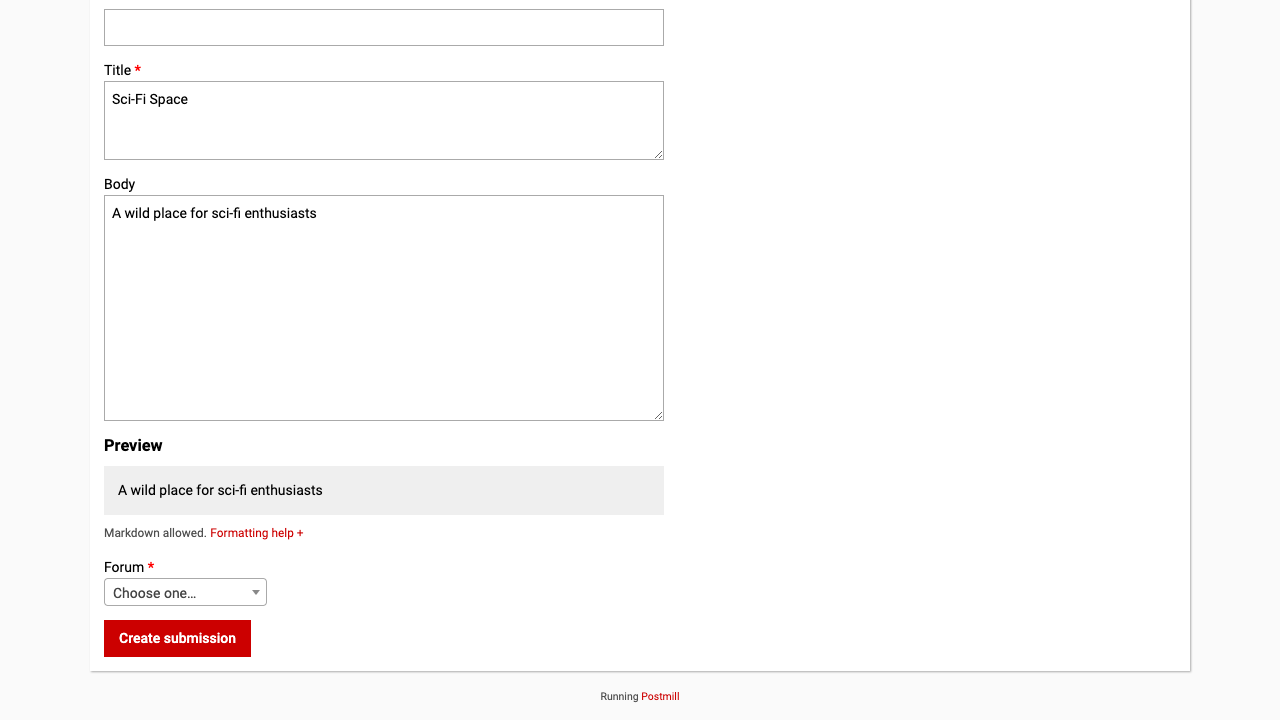 Title *
Sci-Fi Space
Body
A wild place for sci-fi enthusiasts
Preview
A wild place for sci-fi enthusiasts
Markdown allowed. Formatting help +
Forum *
Choose one…
Create submission
Running Postmill